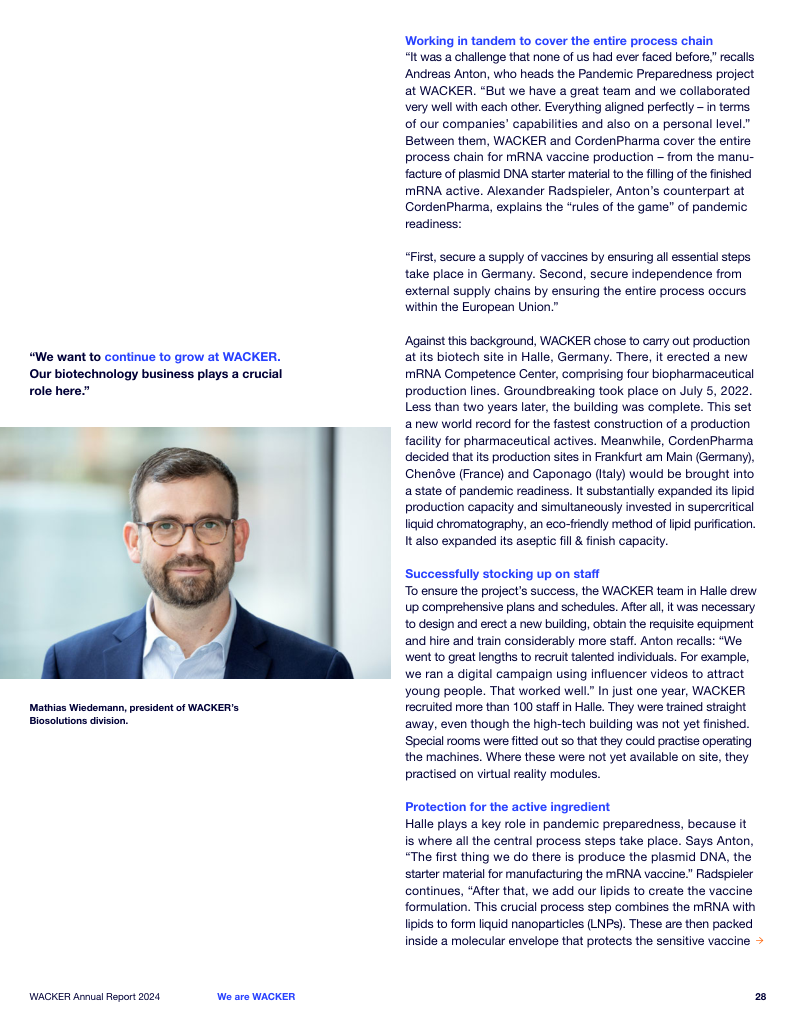 “We want to continue to grow at WACKER.
Our biotechnology business plays a crucial
role here.”
Mathias Wiedemann, president of WACKER’s
Biosolutions division.
Working in tandem to cover the entire process chain
“It was a challenge that none of us had ever faced before,” recalls
Andreas Anton, who heads the Pandemic Preparedness project
at WACKER. “But we have a great team and we collaborated
very well with each other. Everything aligned perfectly – in terms
of our companies’ capabilities and also on a personal level.”
Between them, WACKER and CordenPharma cover the entire
process chain for mRNA vaccine production – from the manu-
facture of plasmid DNA starter material to the filling of the finished
mRNA active. Alexander Radspieler, Anton’s counterpart at
CordenPharma, explains the “rules of the game” of pandemic
readiness:
“First, secure a supply of vaccines by ensuring all essential steps
take place in Germany. Second, secure independence from
external supply chains by ensuring the entire process occurs
within the European Union.”
Against this background, WACKER chose to carry out production
at its biotech site in Halle, Germany. There, it erected a new
mRNA Competence Center, comprising four biopharmaceutical
production lines. Groundbreaking took place on July 5, 2022.
Less than two years later, the building was complete. This set
a new world record for the fastest construction of a production
facility for pharmaceutical actives. Meanwhile, CordenPharma
decided that its production sites in Frankfurt am Main (Germany),
Chenôve (France) and Caponago (Italy) would be brought into
a state of pandemic readiness. It substantially expanded its lipid
production capacity and simultaneously invested in supercritical
liquid chromatography, an eco-friendly method of lipid purification.
It also expanded its aseptic fill & finish capacity.
Successfully stocking up on staff
To ensure the project’s success, the WACKER team in Halle drew
up comprehensive plans and schedules. After all, it was necessary
to design and erect a new building, obtain the requisite equipment
and hire and train considerably more staff. Anton recalls: “We
went to great lengths to recruit talented individuals. For example,
we ran a digital campaign using influencer videos to attract
young people. That worked well.” In just one year, WACKER
recruited more than 100 staff in Halle. They were trained straight
away, even though the high-tech building was not yet finished.
Special rooms were fitted out so that they could practise operating
the machines. Where these were not yet available on site, they
practised on virtual reality modules.
Protection for the active ingredient
Halle plays a key role in pandemic preparedness, because it
is where all the central process steps take place. Says Anton,
“The first thing we do there is produce the plasmid DNA, the
starter material for manufacturing the mRNA vaccine.” Radspieler
continues, “After that, we add our lipids to create the vaccine
formulation. This crucial process step combines the mRNA with
lipids to form liquid nanoparticles (LNPs). These are then packed
inside a molecular envelope that protects the sensitive vaccine →
WACKER Annual Report 2024
We are WACKER
28